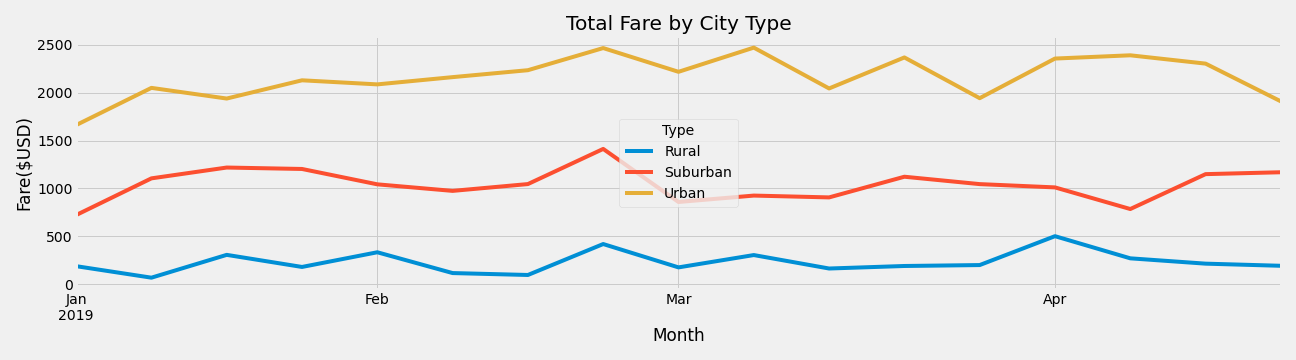 Total Fare by City Type
Fare($USD)
2500
2000
1500
1000
500
0
Type
Rural
Suburban
Urban
Jan
2019
Feb
Mar
Apr
Month